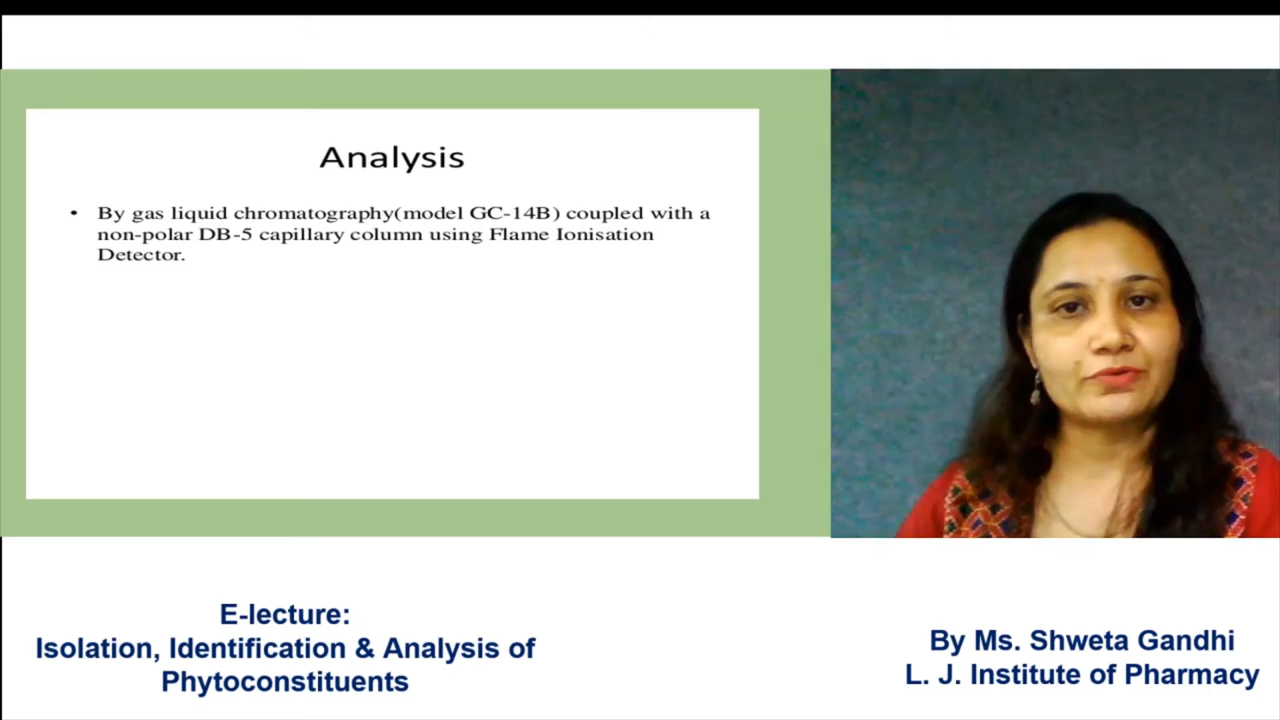 Analysis
• By gas liquid chromatography(model GC-14B) coupled with a
non-polar DB-5 capillary column using Flame Ionisation
Detector.
E-lecture:
Isolation, Identification & Analysis of
Phytoconstituents
By Ms. Shweta Gandhi
L. J. Institute of Pharmacy